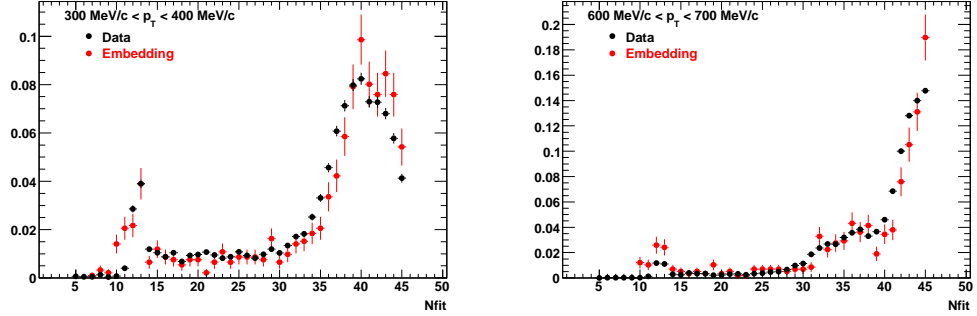 300 MeV/c < p_T < 400 MeV/c
Data
Embedding
0.1
0.08
0.06
0.04
0.02
0
5 10 15 20 25 30 35 40 45 50
Nfit
600 MeV/c < p_T < 700 MeV/c
Data
Embedding
0.2
0.18
0.16
0.14
0.12
0.1
0.08
0.06
0.04
0.02
0
5 10 15 20 25 30 35 40 45 50
Nfit